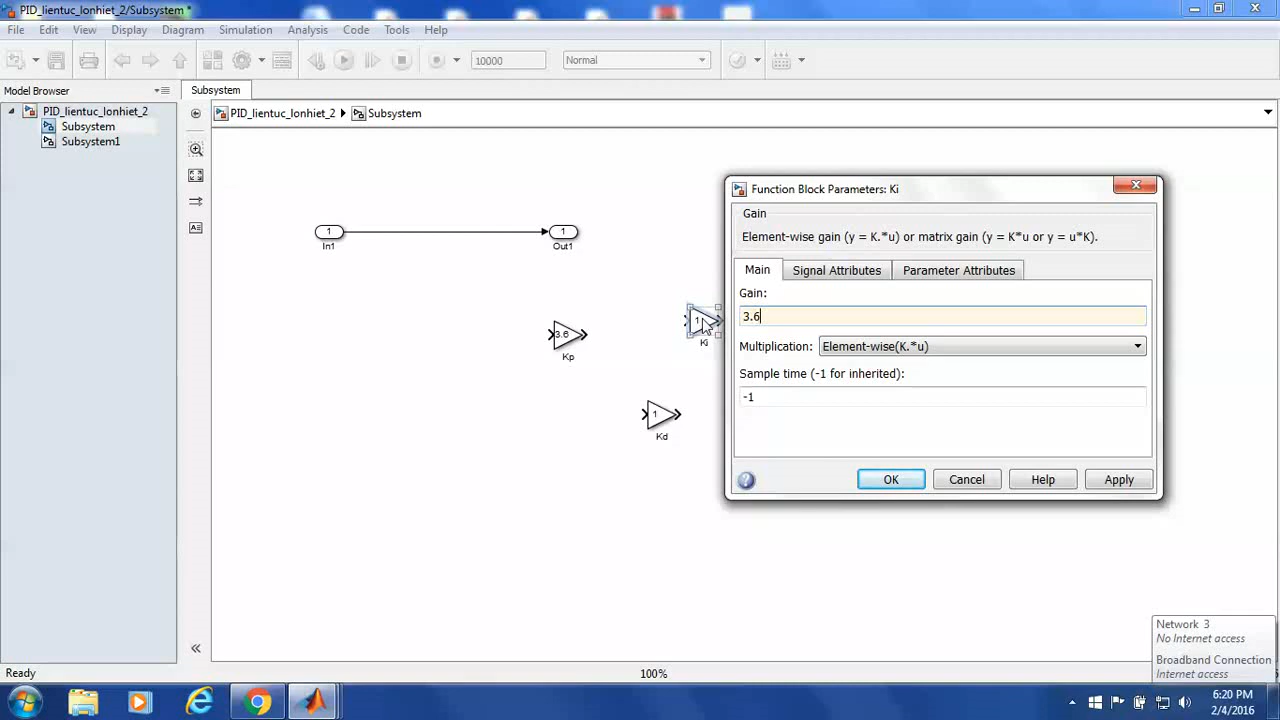 PID_lientuc_lonhiet_2/Subsystem *
File Edit View Display Diagram Simulation Analysis Code Tools Help
10000 Normal
Model Browser
Subsystem
PID_lientuc_lonhiet_2
Subsystem
Subsystem1
PID_lientuc_lonhiet_2 Subsystem
1
In1
1
Out1
3.6
Kp
1
Ki
1
Kd
Function Block Parameters: Ki
Gain
Element-wise gain (y = K.*u) or matrix gain (y = K*u or y = u*K).
Main Signal Attributes Parameter Attributes
Gain:
3.6
Multiplication: Element-wise(K.*u)
Sample time (-1 for inherited):
-1
OK Cancel Help Apply
Network 3
No Internet access
Broadband Connection
Internet access
Ready 100%
6:20 PM
2/4/2016